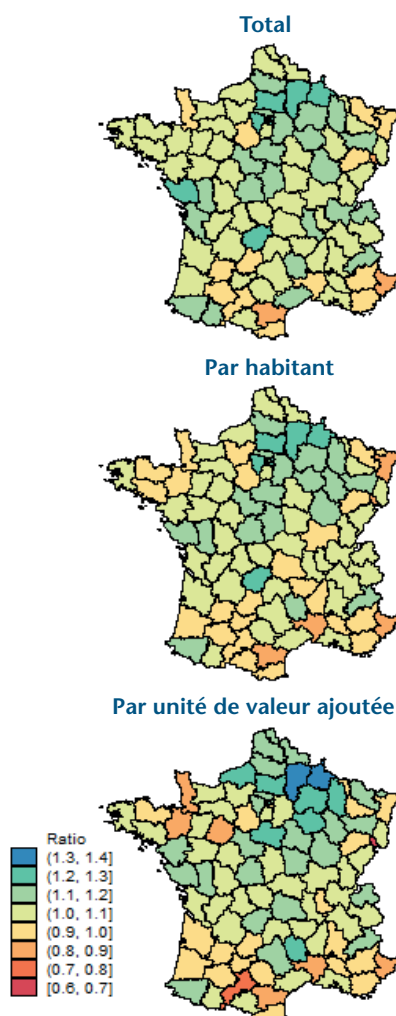 Total
Par habitant
Par unité de valeur ajoutée
Ratio
(1.3, 1.4]
(1.2, 1.3]
(1.1, 1.2]
(1.0, 1.1]
(0.9, 1.0]
(0.8, 0.9]
(0.7, 0.8]
[0.6, 0.7]